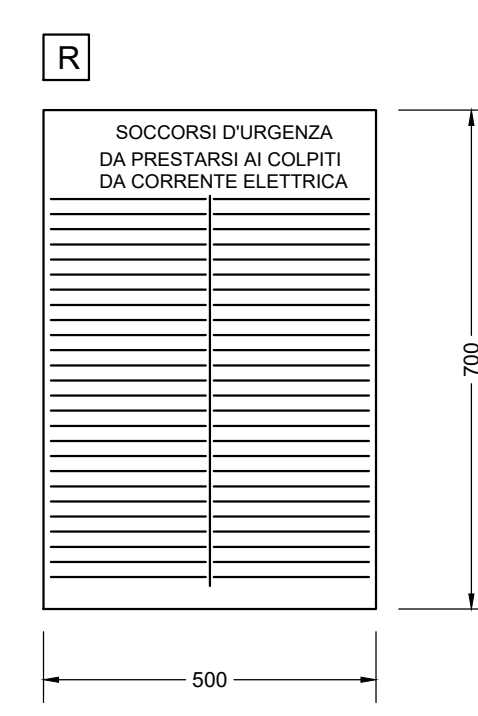 R
SOCCORSI D'URGENZA
DA PRESTARSI AI COLPITI
DA CORRENTE ELETTRICA
700
500